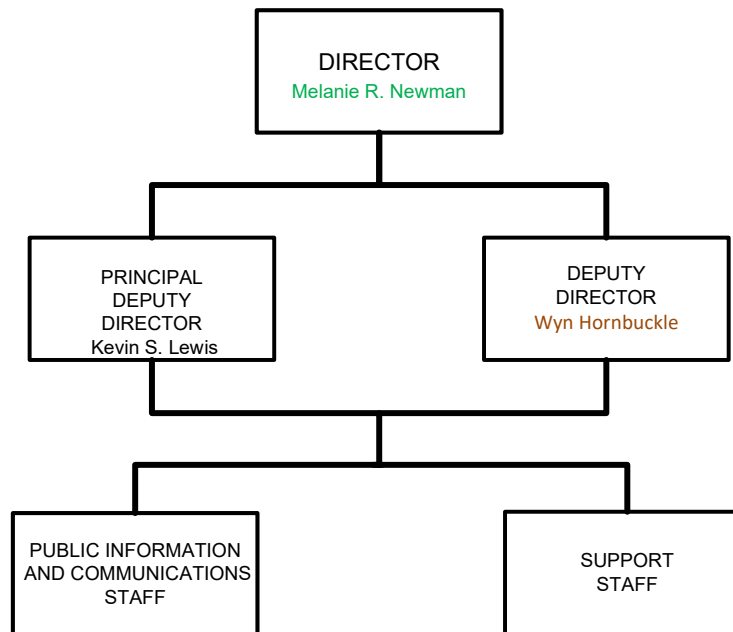 DIRECTOR
Melanie R. Newman
PRINCIPAL
DEPUTY
DIRECTOR
Kevin S. Lewis
DEPUTY
DIRECTOR
Wyn Hornbuckle
PUBLIC INFORMATION
AND COMMUNICATIONS
STAFF
SUPPORT
STAFF